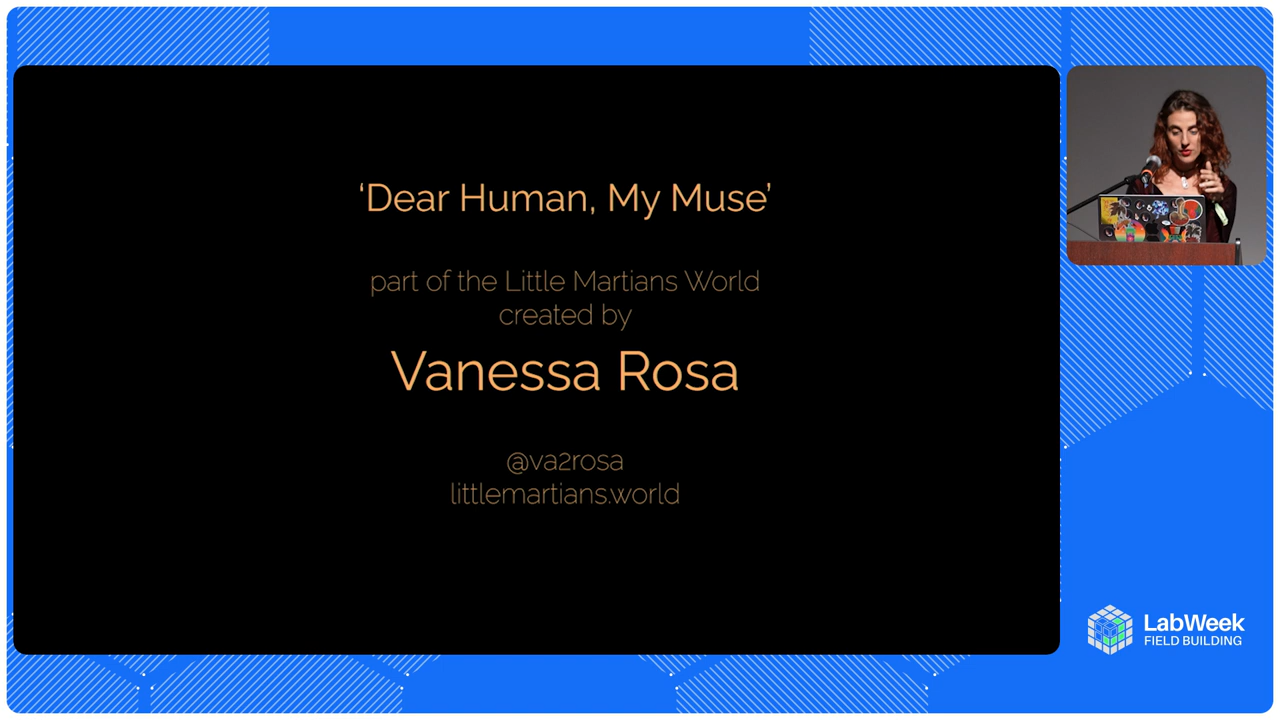 ‘Dear Human, My Muse’
part of the Little Martians World
created by
Vanessa Rosa
@va2rosa
littlemartians.world
LabWeek
FIELD BUILDING